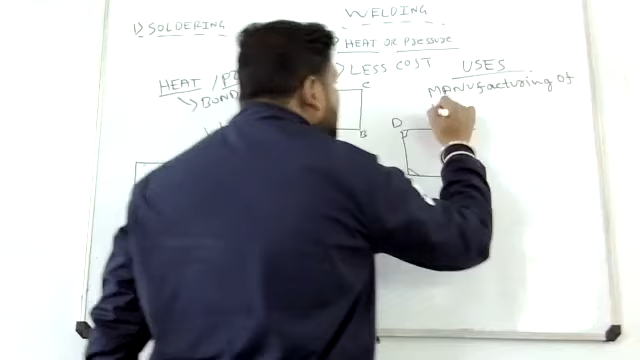 WELDING
1) SOLDERING
HEAT OR Pressure
LESS COST
USES
HEAT /
MANUfacturing of
BOND
C
B
D